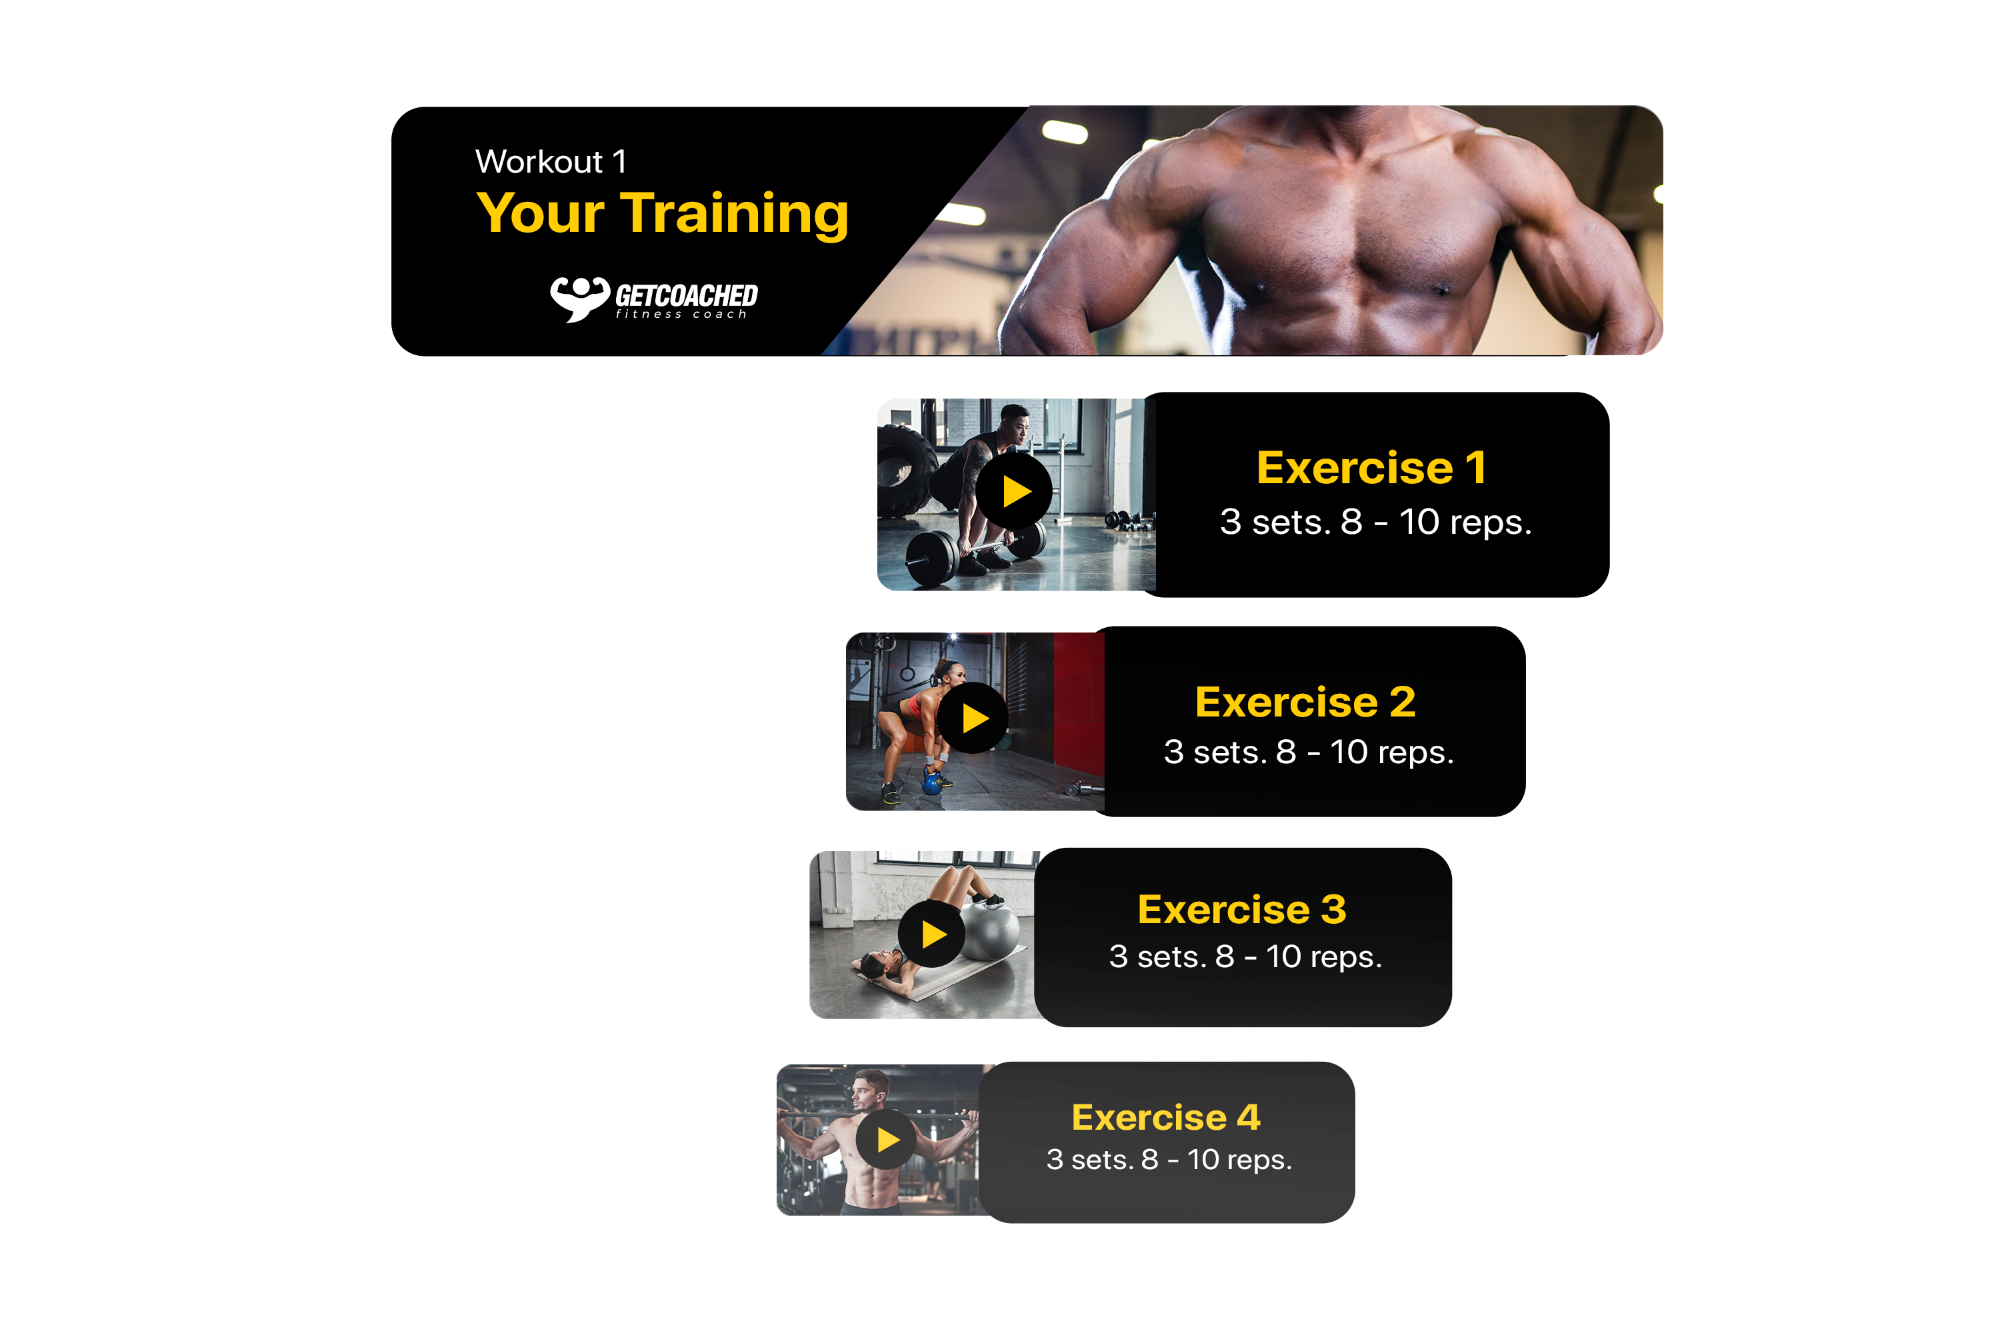 Workout 1
Your Training
GETCOACHED
fitness coach
Exercise 1
3 sets. 8 - 10 reps.
Exercise 2
3 sets. 8 - 10 reps.
Exercise 3
3 sets. 8 - 10 reps.
Exercise 4
3 sets. 8 - 10 reps.